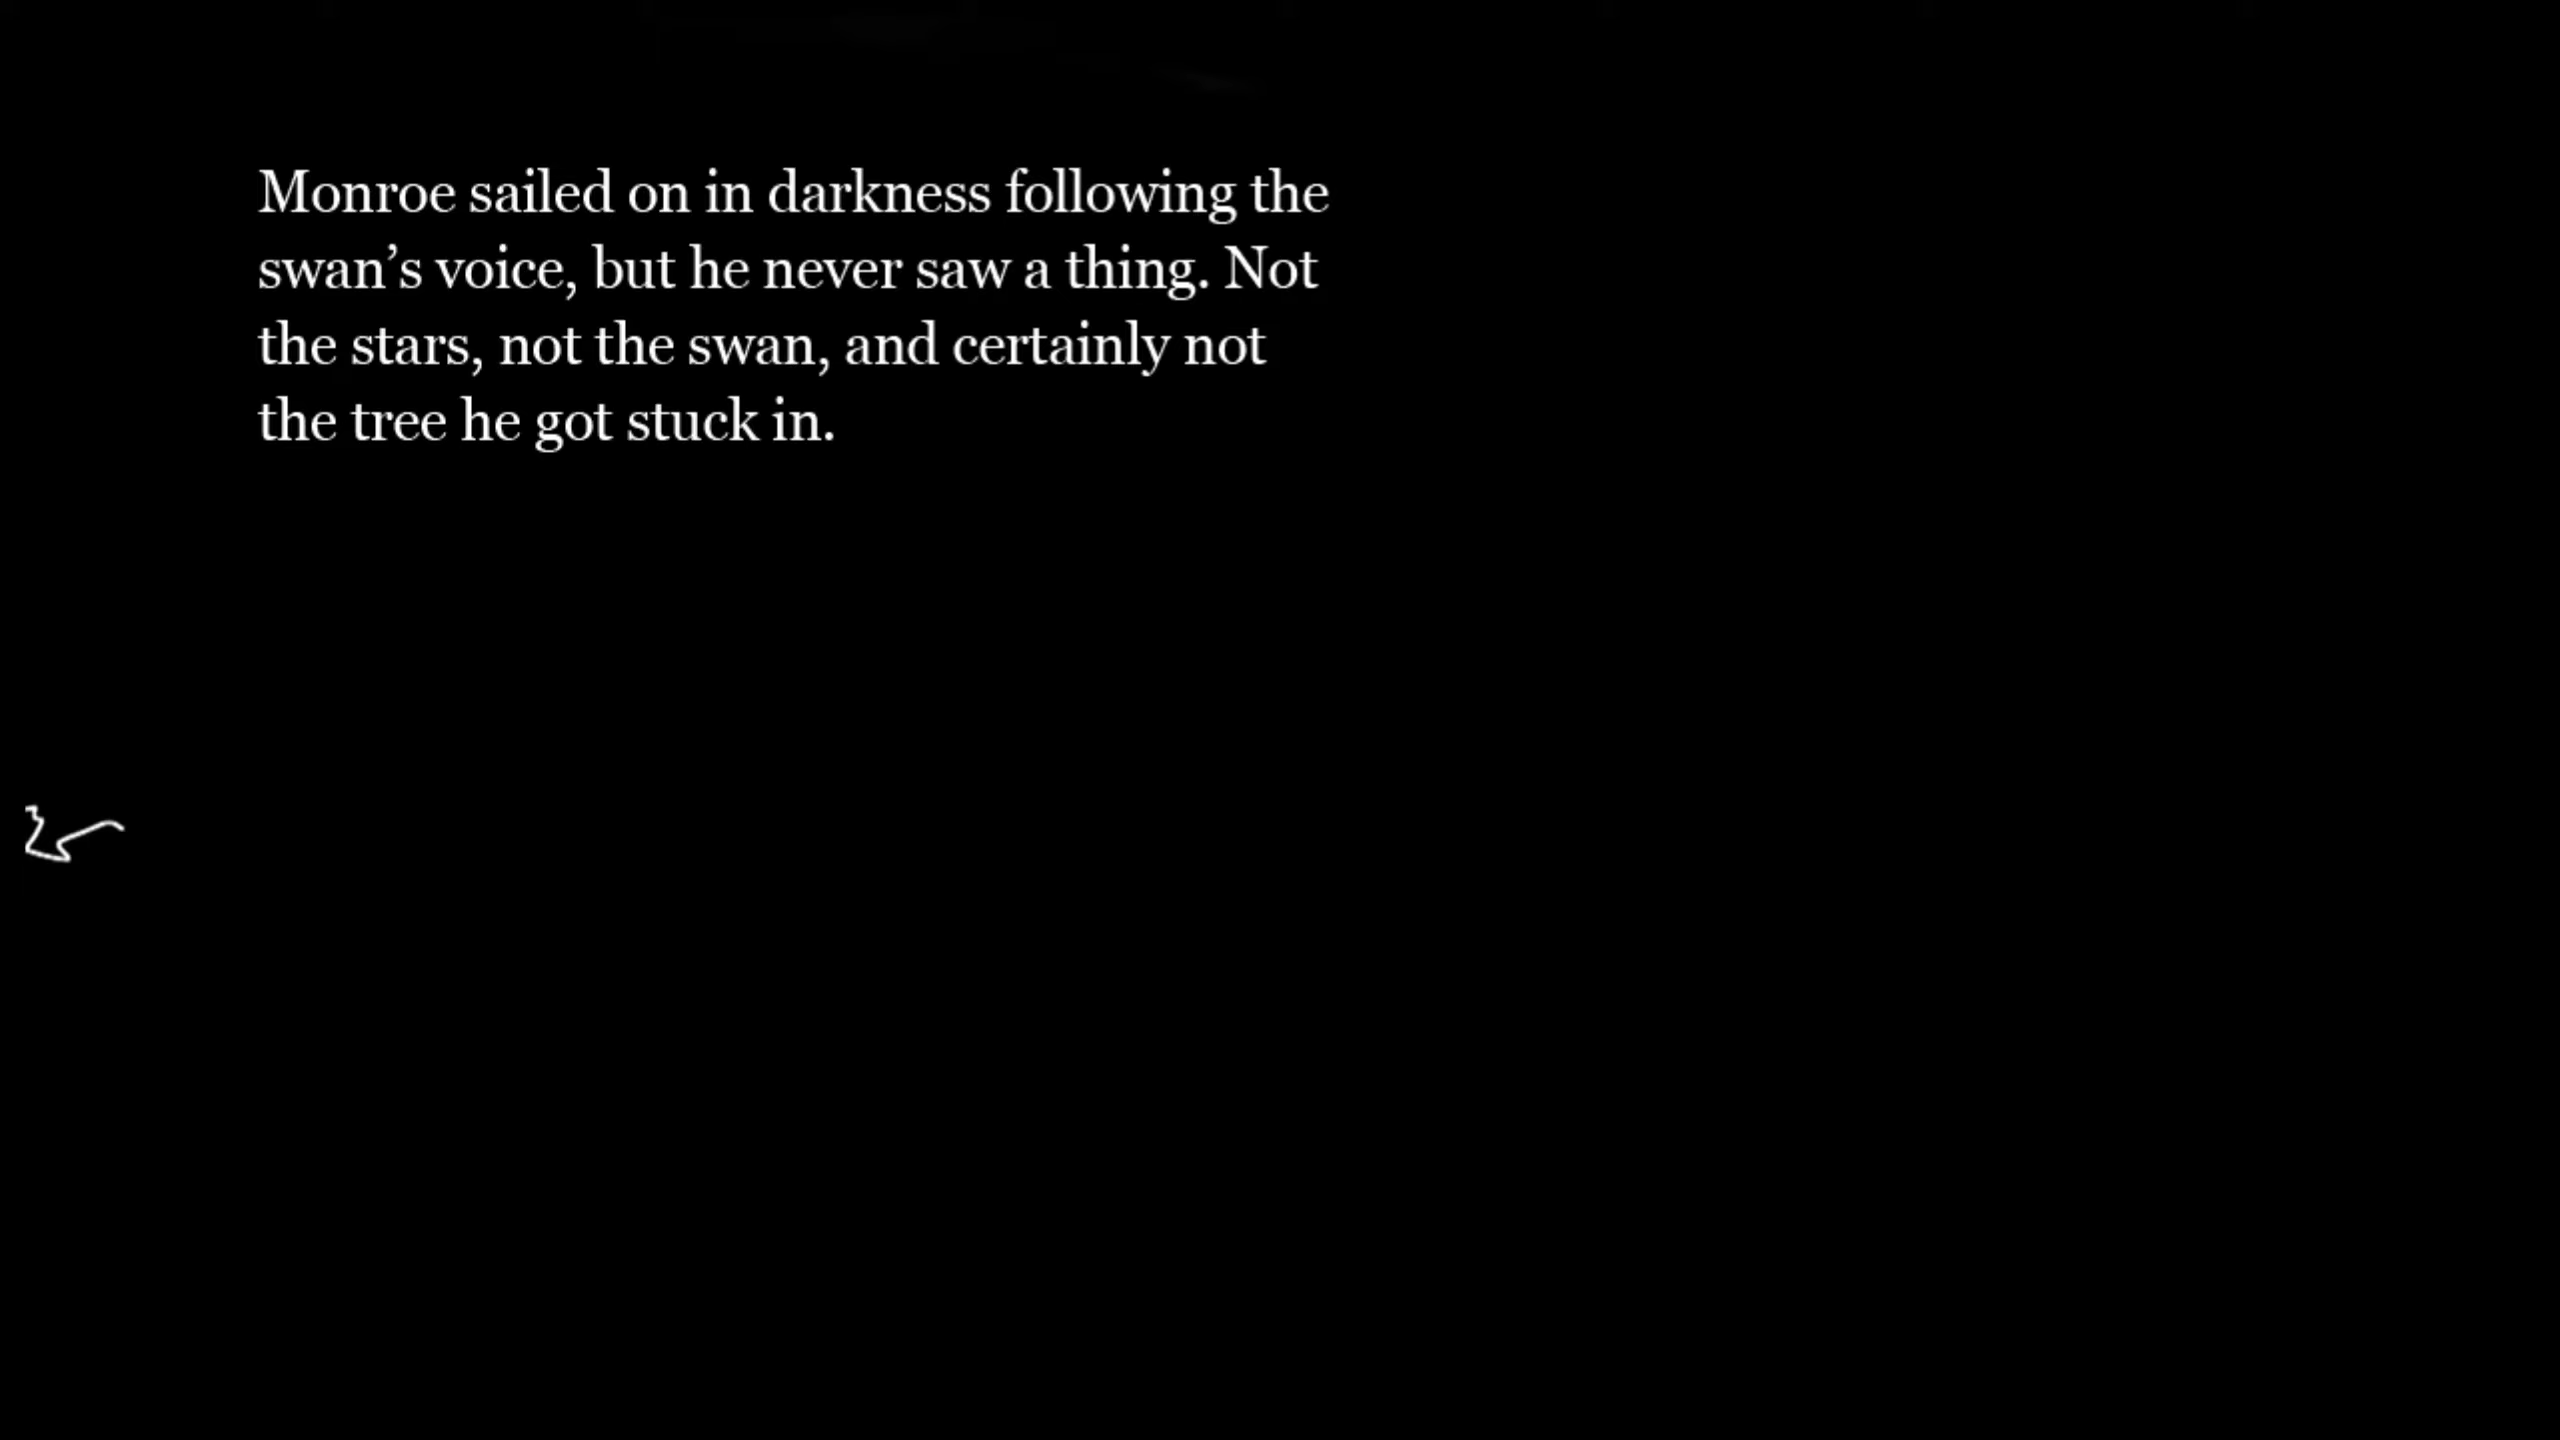 Monroe sailed on in darkness following the
swan’s voice, but he never saw a thing. Not
the stars, not the swan, and certainly not
the tree he got stuck in.